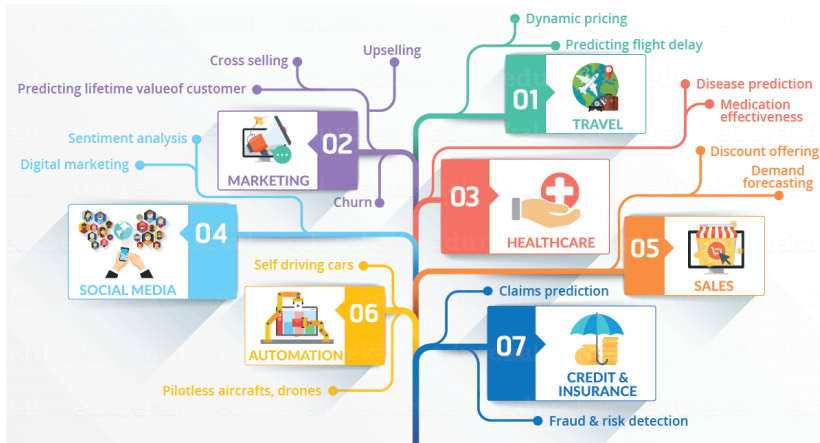 Dynamic pricing
Predicting flight delay
01
TRAVEL
Upselling
Cross selling
Predicting lifetime valueof customer
02
MARKETING
Churn
Disease prediction
Medication
effectiveness
03
HEALTHCARE
Sentiment analysis
Digital marketing
04
SOCIAL MEDIA
Discount offering
Demand
forecasting
05
SALES
Self driving cars
06
AUTOMATION
Pilotless aircrafts, drones
Claims prediction
07
CREDIT &
INSURANCE
Fraud & risk detection